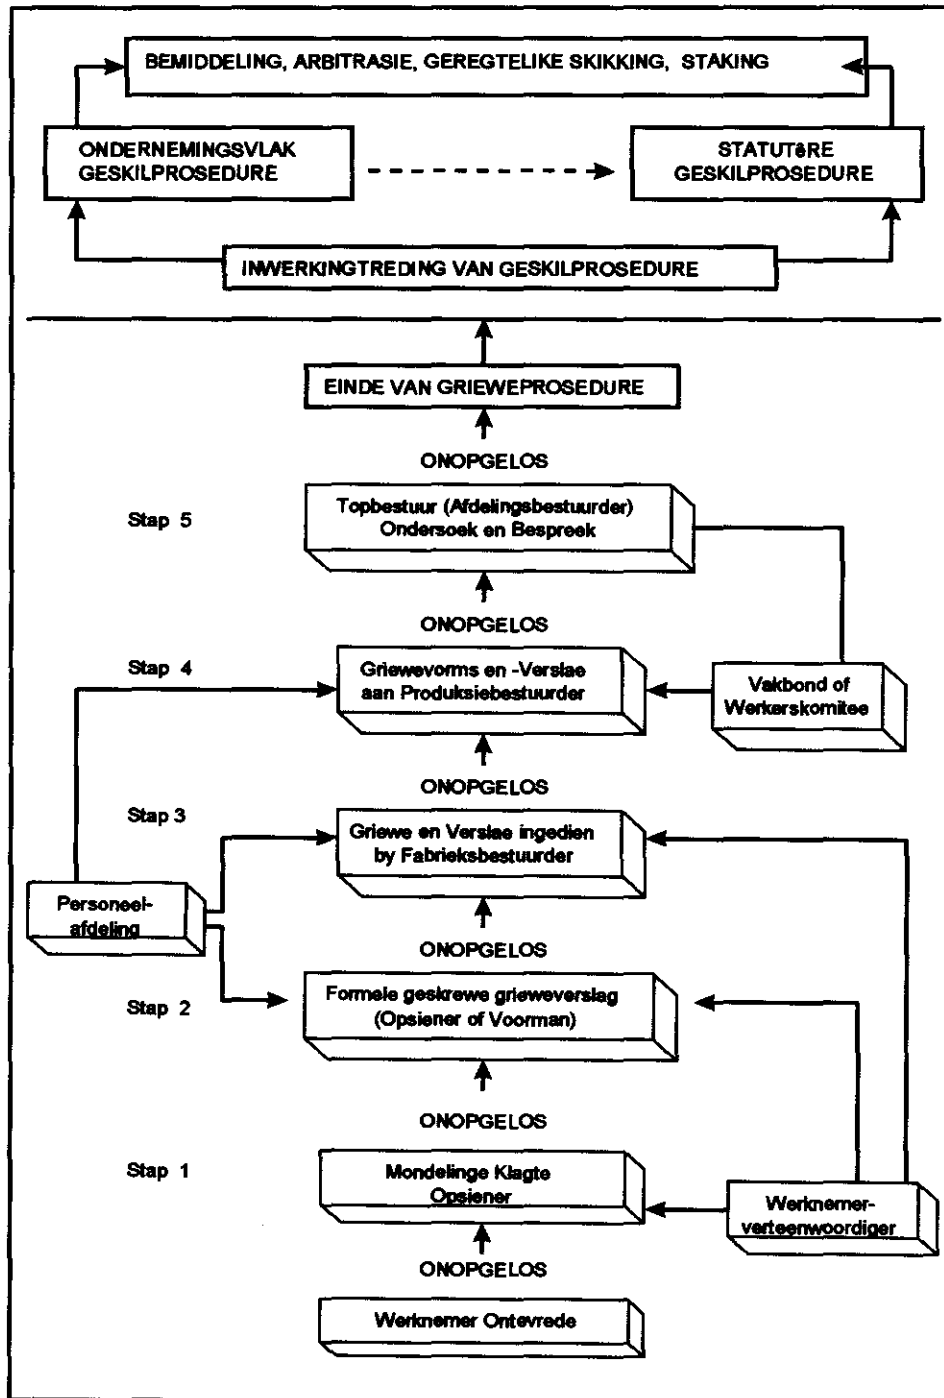 BEMIDDELING, ARBITRASIE, GEREGTELIKE SKIKKING, STAKING
ONDERNEMINGSVLAK
GESKILPROSEDURE
STATUTêRE
GESKILPROSEDURE
INWERKINGTREDING VAN GESKILPROSEDURE
EINDE VAN GRIEWEPROSEDURE
ONOPGELOS
Stap 5
Topbestuur (Afdelingsbestuurder)
Ondersoek en Bespreek
ONOPGELOS
Stap 4
Griewevorms en -Verslae
aan Produksiebestuurder
Vakbond of
Werkerskomitee
ONOPGELOS
Stap 3
Griewe en Verslae ingedien
by Fabrieksbestuurder
Personeel-
afdeling
ONOPGELOS
Stap 2
Formele geskrewe grieweverslag
(Opsiener of Voorman)
ONOPGELOS
Stap 1
Mondelinge Klagte
Opsiener
Werknemer-
verteenwoordiger
ONOPGELOS
Werknemer Ontevrede